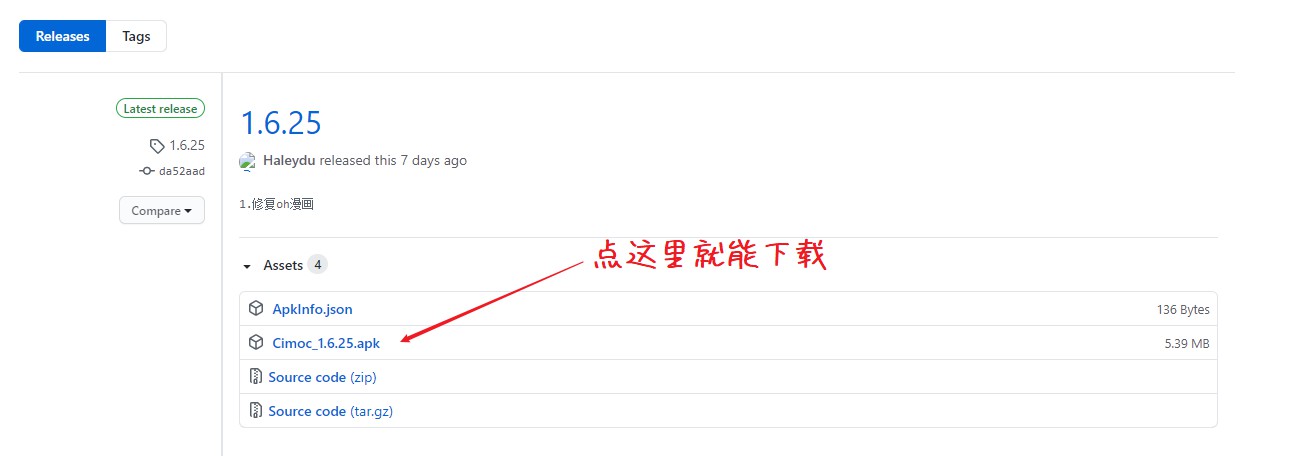 Releases Tags
Latest release
1.6.25
da52aad
Compare
1.6.25
Haleydu released this 7 days ago
1.修复oh漫画
点这里就能下载
Assets 4
ApkInfo.json 136 Bytes
Cimoc_1.6.25.apk 5.39 MB
Source code (zip)
Source code (tar.gz)